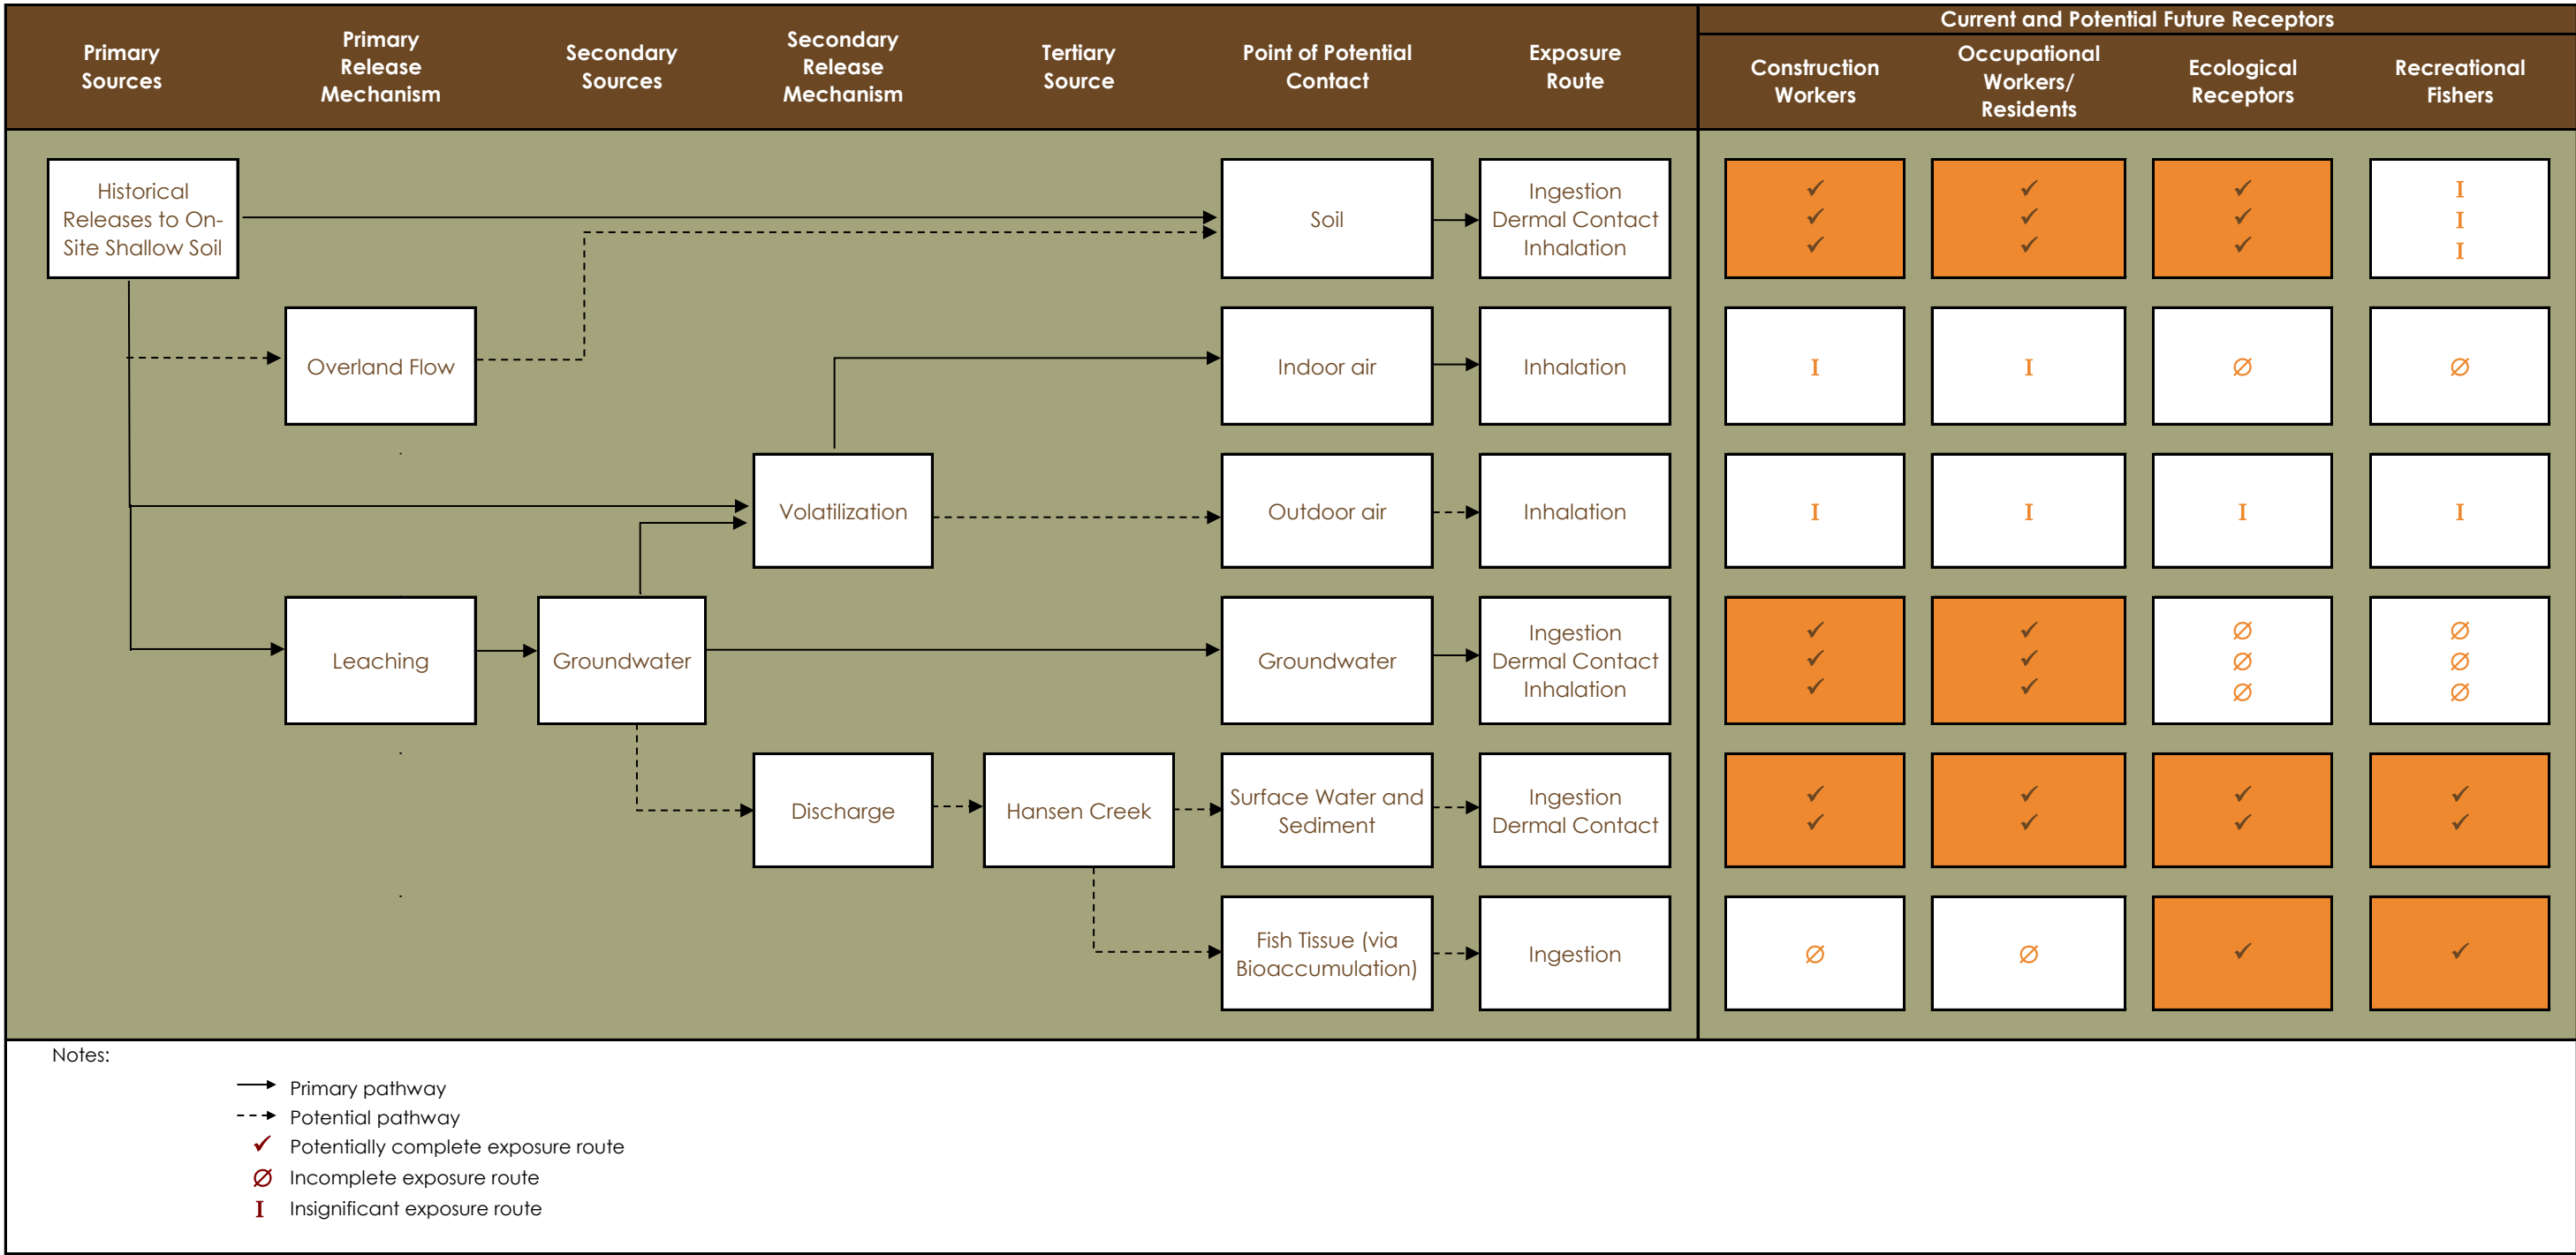 Current and Potential Future Receptors
Primary
Sources
Primary
Release
Mechanism
Secondary
Sources
Secondary
Release
Mechanism
Tertiary
Source
Point of Potential
Contact
Exposure
Route
Construction
Workers
Occupational
Workers/
Residents
Ecological
Receptors
Recreational
Fishers
Historical
Releases to On-
Site Shallow Soil
Soil
Ingestion
Dermal Contact
Inhalation
✓
✓
✓
✓
✓
✓
✓
✓
✓
I
I
I
Overland Flow
Indoor air
Inhalation
I
I
∅
∅
Volatilization
Outdoor air
Inhalation
I
I
I
I
Leaching
Groundwater
Groundwater
Ingestion
Dermal Contact
Inhalation
✓
✓
✓
✓
✓
✓
∅
∅
∅
∅
∅
∅
Discharge
Hansen Creek
Surface Water and
Sediment
Ingestion
Dermal Contact
✓
✓
✓
✓
✓
✓
✓
✓
Fish Tissue (via
Bioaccumulation)
Ingestion
∅
∅
✓
✓
Notes:
Primary pathway
Potential pathway
✓ Potentially complete exposure route
∅ Incomplete exposure route
I Insignificant exposure route